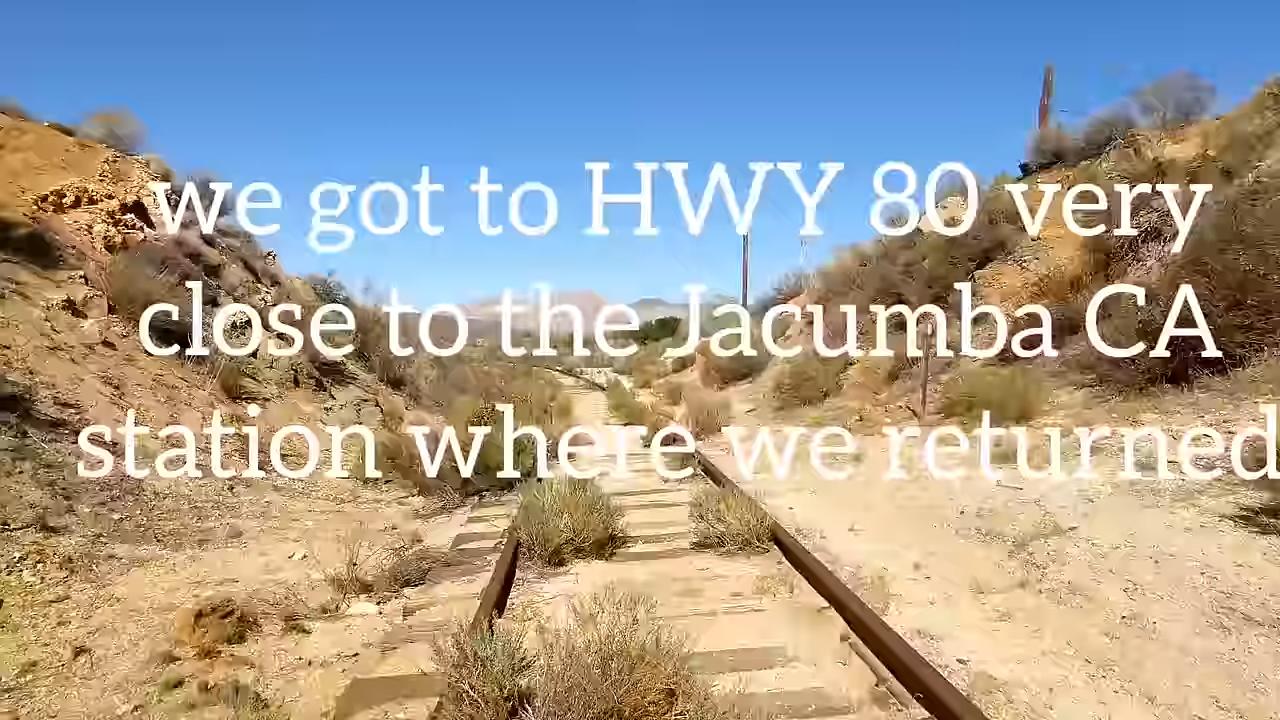 we got to HWY 80 very
close to the Jacumba CA
station where we returned